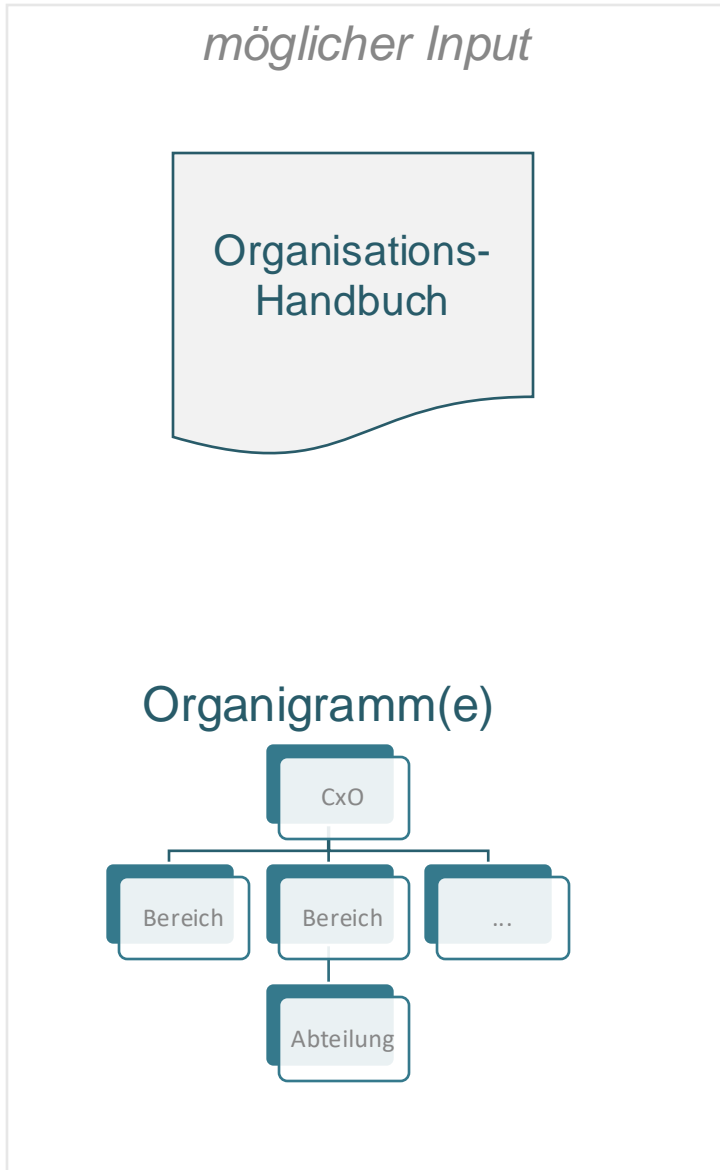 möglicher Input
Organisations-
Handbuch
Organigramm(e)
CxO
Bereich
Bereich
...
Abteilung